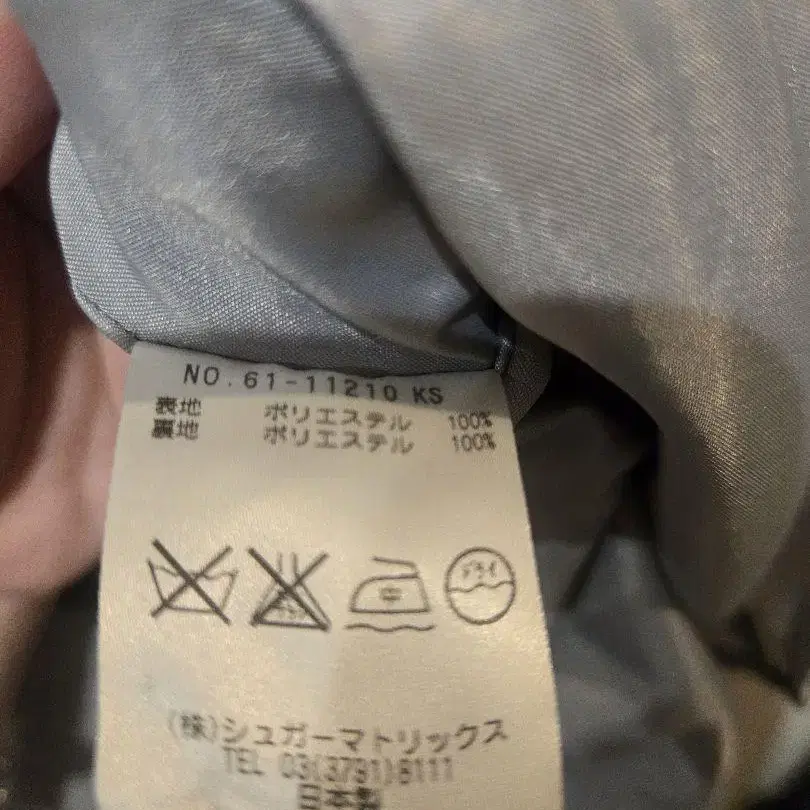 NO.61-11210 KS
表地 ポリエステル 100%
裏地 ポリエステル 100%
中 ドライ
(株)シュガーマトリックス
TEL 03(3791)8111
日本製